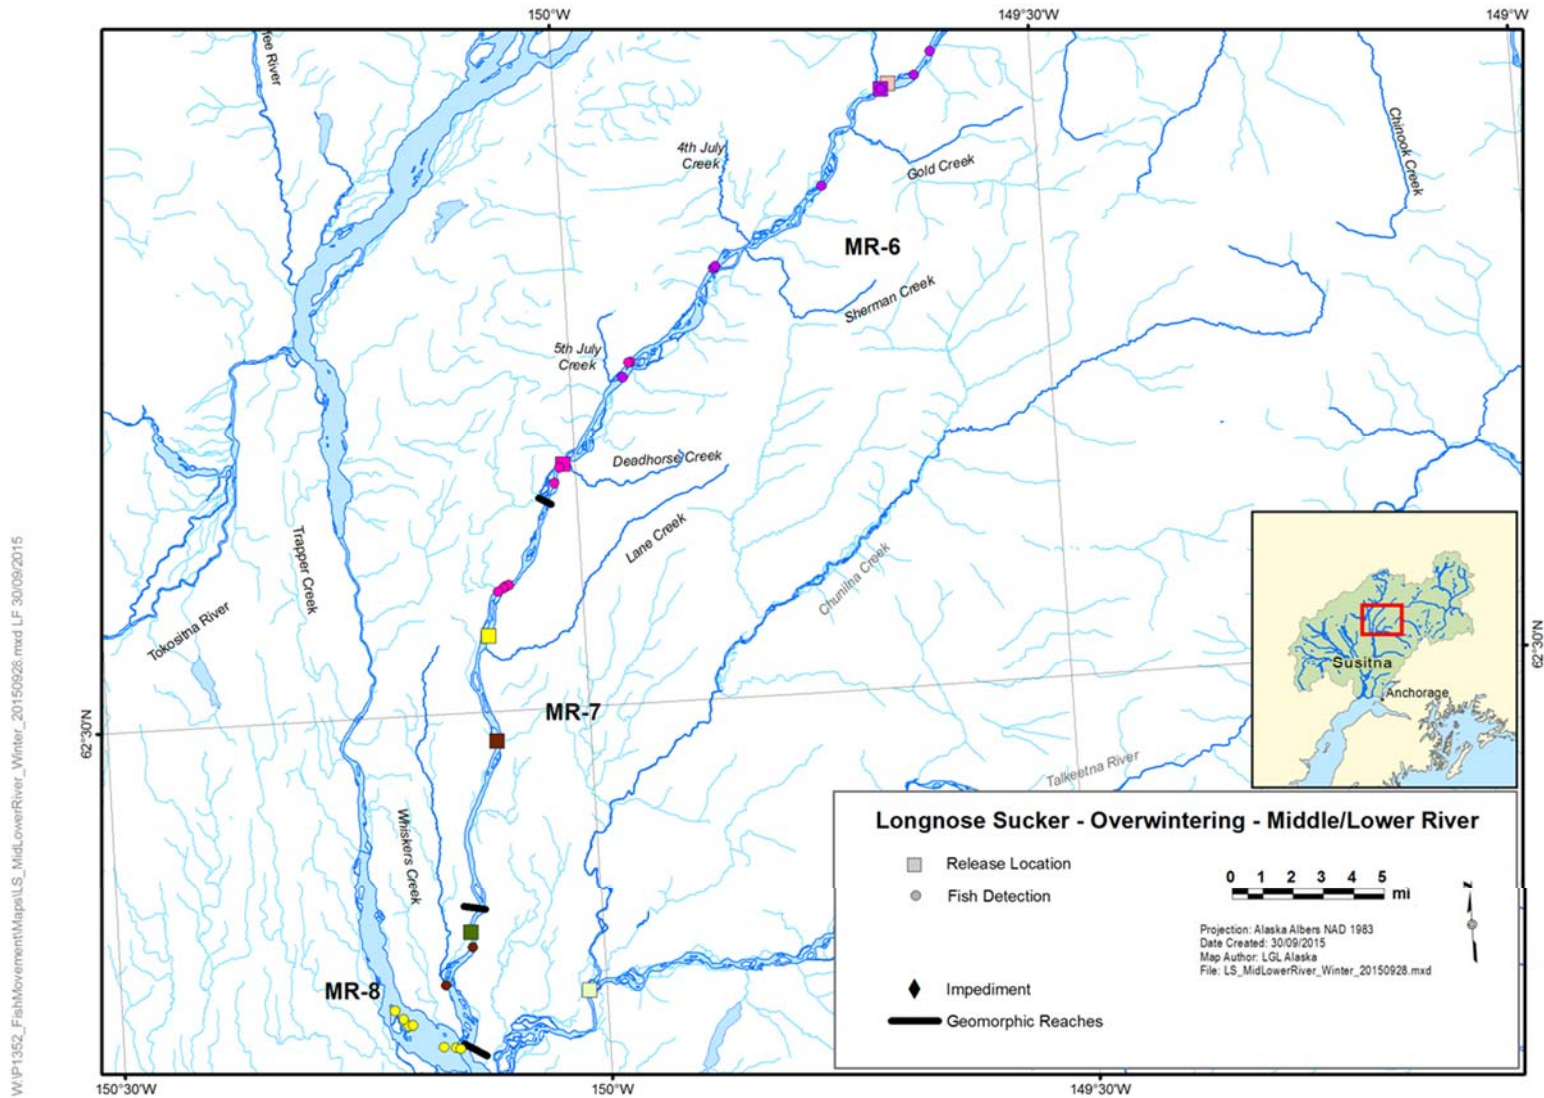 150°W
149°30'W
149°W
fee River
4th July
Creek
Gold Creek
Chinook Creek
MR-6
Sherman Creek
5th July
Creek
Deadhorse Creek
Lane Creek
Trapper Creek
Chunilna Creek
Tokositna River
62°30'N
62°30'N
MR-7
Susitna
Anchorage
Talkeetna River
Whiskers Creek
MR-8
Longnose Sucker - Overwintering - Middle/Lower River
Release Location
Fish Detection
0 1 2 3 4 5
mi
N
Projection: Alaska Albers NAD 1983
Date Created: 30/09/2015
Map Author: LGL Alaska
File: LS_MidLowerRiver_Winter_20150928.mxd
Impediment
Geomorphic Reaches
150°30'W
150°W
149°30'W
W:\P1352_FishMovement\Maps\LS_MidLowerRiver_Winter_20150928.mxd LF 30/09/2015